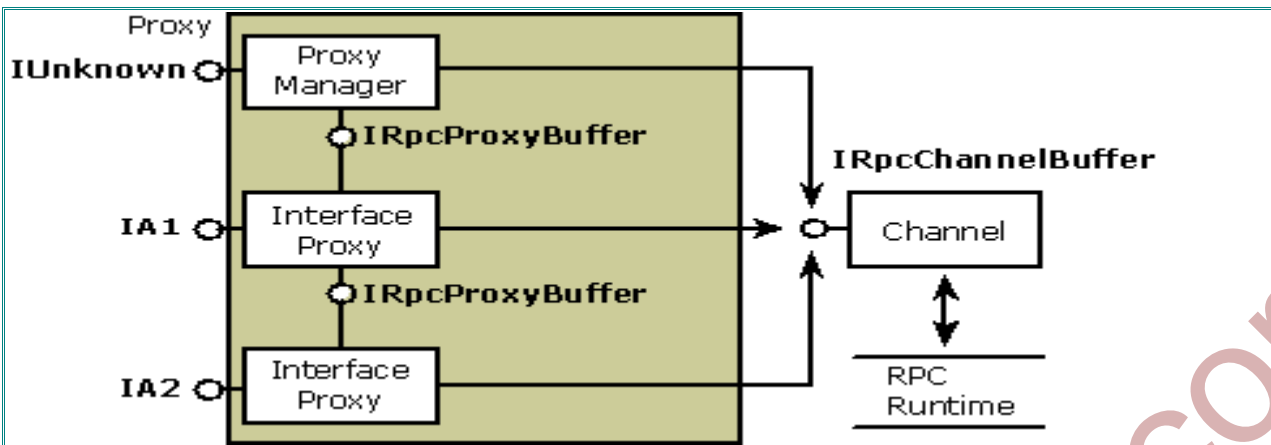 Proxy
IUnknown
Proxy
Manager
IRpcProxyBuffer
IRpcChannelBuffer
IA1
Interface
Proxy
Channel
IRpcProxyBuffer
IA2
Interface
Proxy
RPC
Runtime